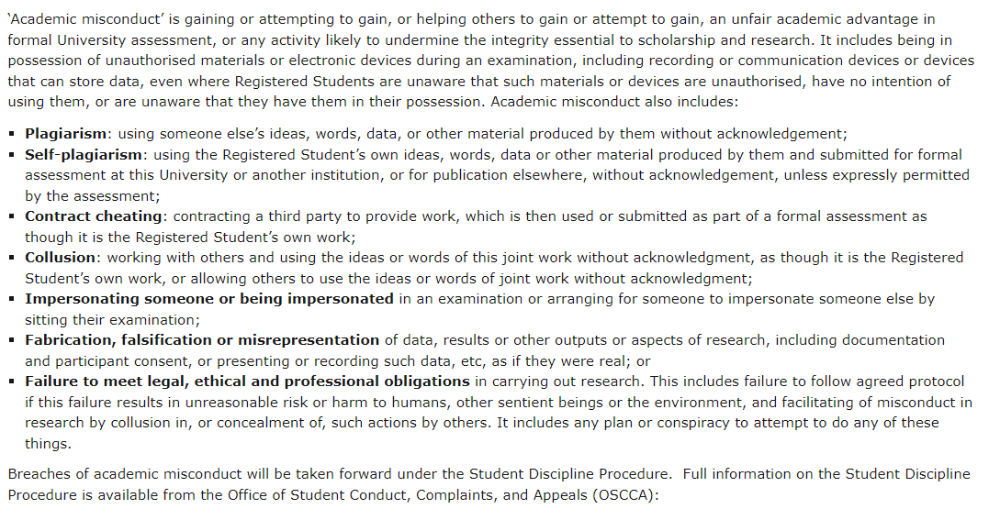 ‘Academic misconduct’ is gaining or attempting to gain, or helping others to gain or attempt to gain, an unfair academic advantage in
formal University assessment, or any activity likely to undermine the integrity essential to scholarship and research. It includes being in
possession of unauthorised materials or electronic devices during an examination, including recording or communication devices or devices
that can store data, even where Registered Students are unaware that such materials or devices are unauthorised, have no intention of
using them, or are unaware that they have them in their possession. Academic misconduct also includes:
▪ Plagiarism: using someone else’s ideas, words, data, or other material produced by them without acknowledgement;
▪ Self-plagiarism: using the Registered Student’s own ideas, words, data or other material produced by them and submitted for formal
assessment at this University or another institution, or for publication elsewhere, without acknowledgement, unless expressly permitted
by the assessment;
▪ Contract cheating: contracting a third party to provide work, which is then used or submitted as part of a formal assessment as
though it is the Registered Student’s own work;
▪ Collusion: working with others and using the ideas or words of this joint work without acknowledgment, as though it is the Registered
Student’s own work, or allowing others to use the ideas or words of joint work without acknowledgment;
▪ Impersonating someone or being impersonated in an examination or arranging for someone to impersonate someone else by
sitting their examination;
▪ Fabrication, falsification or misrepresentation of data, results or other outputs or aspects of research, including documentation
and participant consent, or presenting or recording such data, etc, as if they were real; or
▪ Failure to meet legal, ethical and professional obligations in carrying out research. This includes failure to follow agreed protocol
if this failure results in unreasonable risk or harm to humans, other sentient beings or the environment, and facilitating of misconduct in
research by collusion in, or concealment of, such actions by others. It includes any plan or conspiracy to attempt to do any of these
things.
Breaches of academic misconduct will be taken forward under the Student Discipline Procedure.  Full information on the Student Discipline
Procedure is available from the Office of Student Conduct, Complaints, and Appeals (OSCCA):